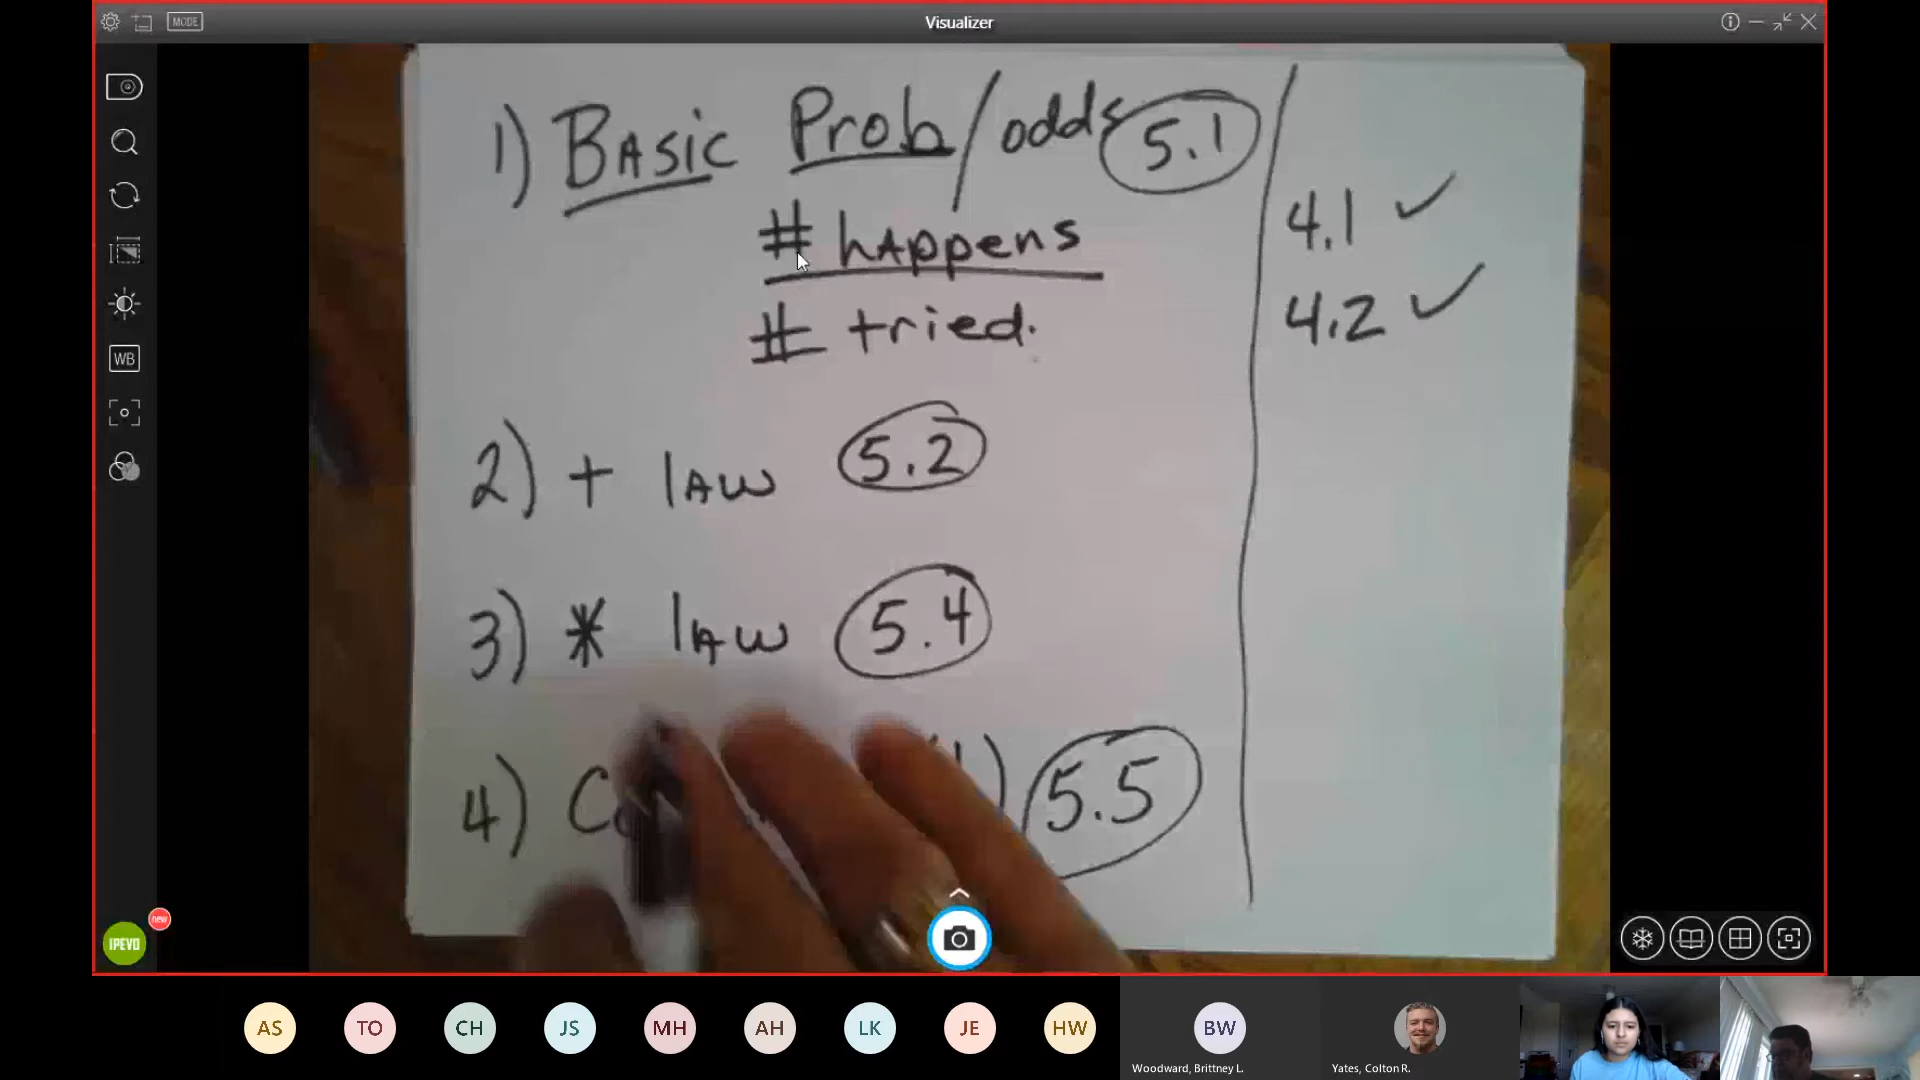 MODE
Visualizer
1) BASIC Prob/odds 5.1
# hAppens
# tried.
4.1 ✓
4.2 ✓
2) + lAw 5.2
3) * lAw 5.4
4) 5.5
WB
new
IPEVO
AS TO CH JS MH AH LK JE HW BW
Woodward, Brittney L. Yates, Colton R.